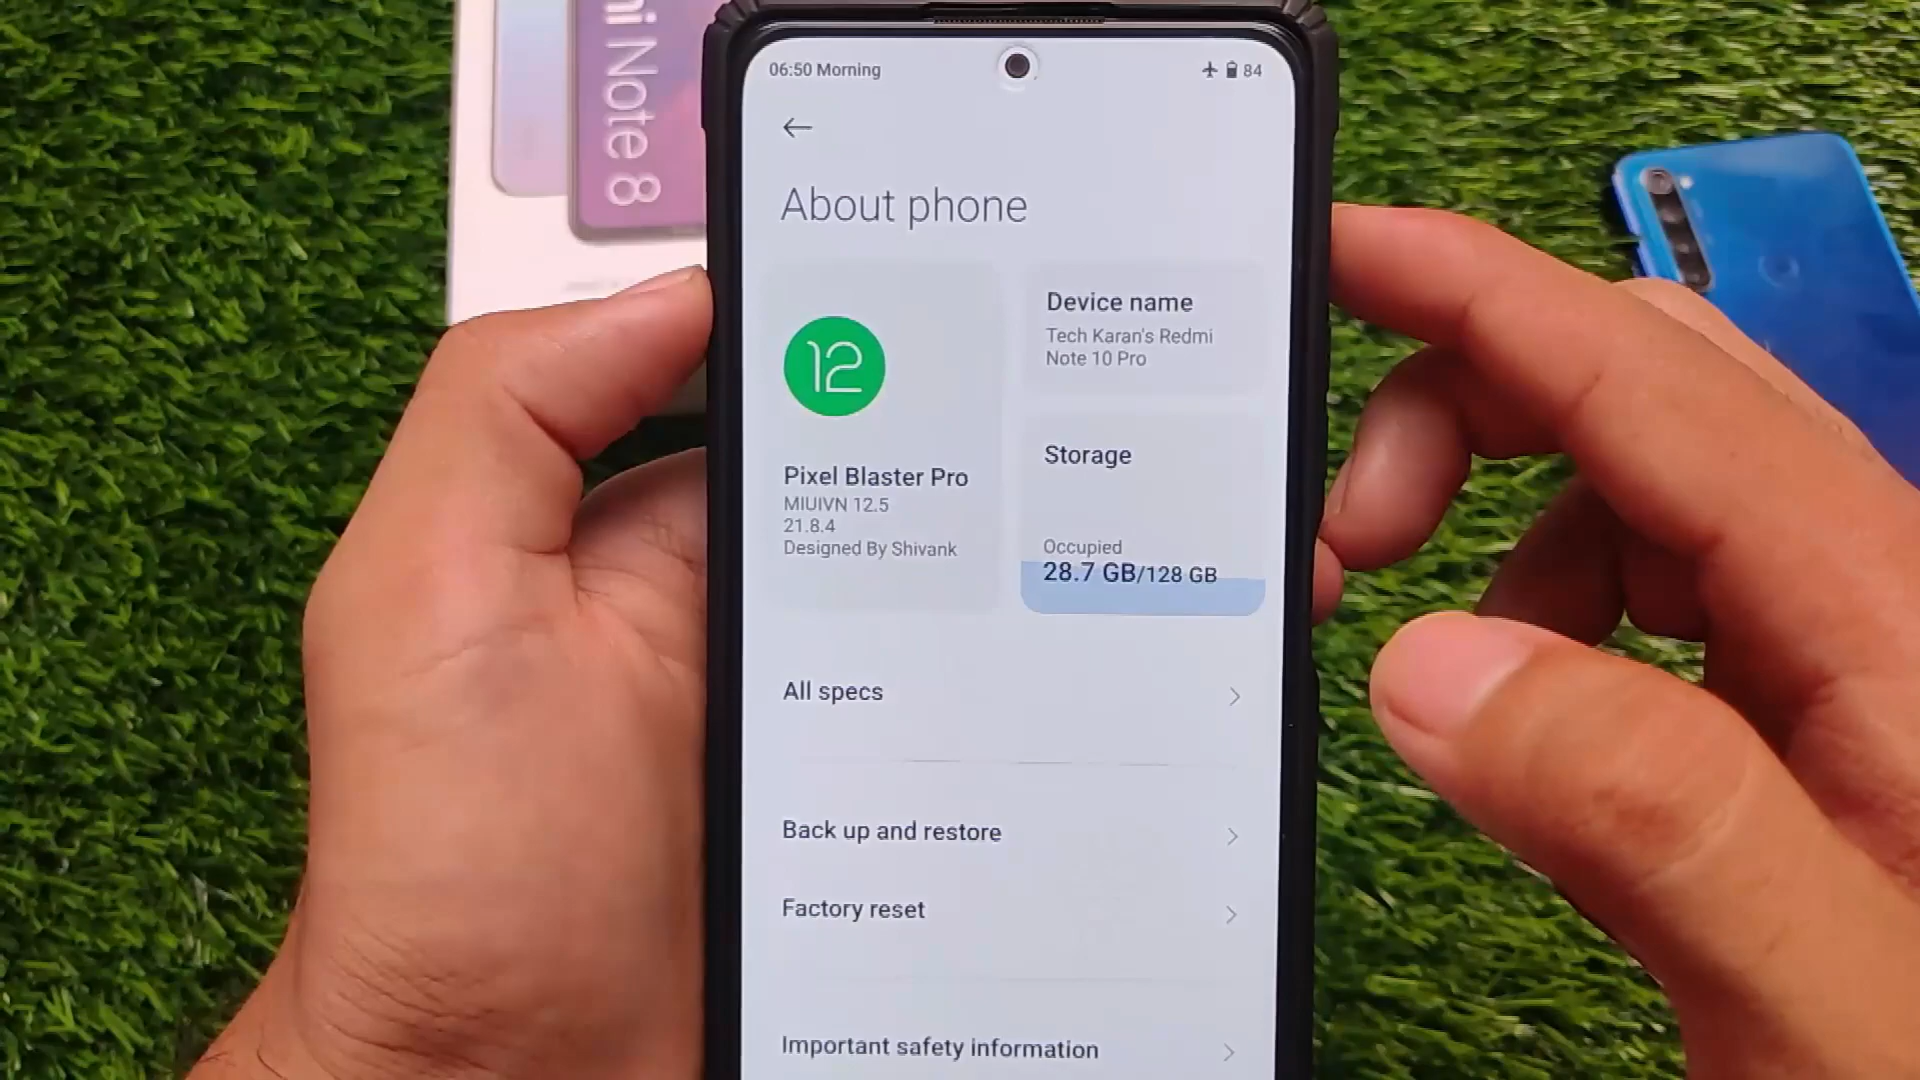 mi Note 8
06:50 Morning
84
About phone
12
Pixel Blaster Pro
MIUIVN 12.5
21.8.4
Designed By Shivank
Device name
Tech Karan's Redmi
Note 10 Pro
Storage
Occupied
28.7 GB/128 GB
All specs
Back up and restore
Factory reset
Important safety information